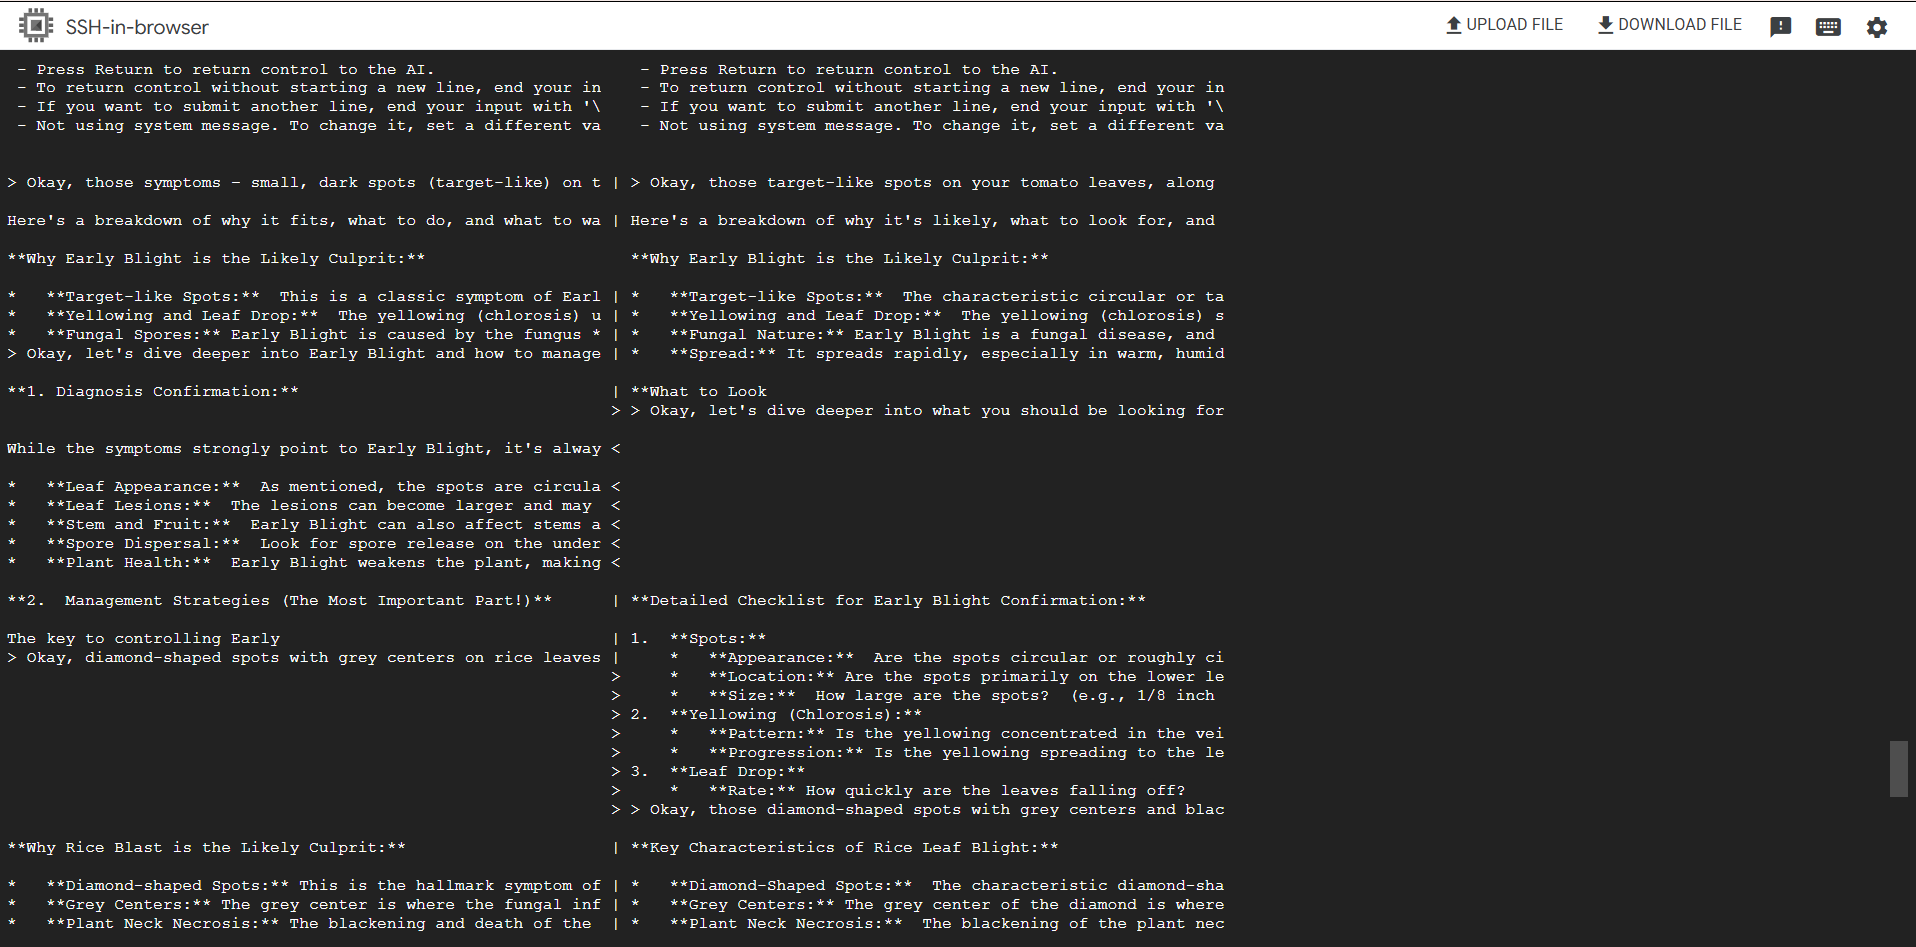 SSH-in-browser UPLOAD FILE DOWNLOAD FILE
 - Press Return to return control to the AI.                       - Press Return to return control to the AI.
 - To return control without starting a new line, end your in      - To return control without starting a new line, end your in
 - If you want to submit another line, end your input with '\      - If you want to submit another line, end your input with '\
 - Not using system message. To change it, set a different va      - Not using system message. To change it, set a different va
> Okay, those symptoms - small, dark spots (target-like) on t | > Okay, those target-like spots on your tomato leaves, along
Here's a breakdown of why it fits, what to do, and what to wa | Here's a breakdown of why it's likely, what to look for, and
**Why Early Blight is the Likely Culprit:**                     **Why Early Blight is the Likely Culprit:**
*   **Target-like Spots:**  This is a classic symptom of Earl | *   **Target-like Spots:**  The characteristic circular or ta
*   **Yellowing and Leaf Drop:**  The yellowing (chlorosis) u | *   **Yellowing and Leaf Drop:**  The yellowing (chlorosis) s
*   **Fungal Spores:** Early Blight is caused by the fungus * | *   **Fungal Nature:** Early Blight is a fungal disease, and
> Okay, let's dive deeper into Early Blight and how to manage | *   **Spread:** It spreads rapidly, especially in warm, humid
**1. Diagnosis Confirmation:**                                | **What to Look
                                                              > > Okay, let's dive deeper into what you should be looking for
While the symptoms strongly point to Early Blight, it's alway <
*   **Leaf Appearance:**  As mentioned, the spots are circula <
*   **Leaf Lesions:**  The lesions can become larger and may  <
*   **Stem and Fruit:**  Early Blight can also affect stems a <
*   **Spore Dispersal:**  Look for spore release on the under <
*   **Plant Health:**  Early Blight weakens the plant, making <
**2.  Management Strategies (The Most Important Part!)**      | **Detailed Checklist for Early Blight Confirmation:**
The key to controlling Early                                  | 1.  **Spots:**
> Okay, diamond-shaped spots with grey centers on rice leaves |     *   **Appearance:**  Are the spots circular or roughly ci
                                                              >     *   **Location:** Are the spots primarily on the lower le
                                                              >     *   **Size:**  How large are the spots?  (e.g., 1/8 inch
                                                              > 2.  **Yellowing (Chlorosis):**
                                                              >     *   **Pattern:** Is the yellowing concentrated in the vei
                                                              >     *   **Progression:** Is the yellowing spreading to the le
                                                              > 3.  **Leaf Drop:**
                                                              >     *   **Rate:** How quickly are the leaves falling off?
                                                              > > Okay, those diamond-shaped spots with grey centers and blac
**Why Rice Blast is the Likely Culprit:**                     | **Key Characteristics of Rice Leaf Blight:**
*   **Diamond-shaped Spots:** This is the hallmark symptom of | *   **Diamond-Shaped Spots:**  The characteristic diamond-sha
*   **Grey Centers:** The grey center is where the fungal inf | *   **Grey Centers:** The grey center of the diamond is where
*   **Plant Neck Necrosis:** The blackening and death of the  | *   **Plant Neck Necrosis:**  The blackening of the plant nec